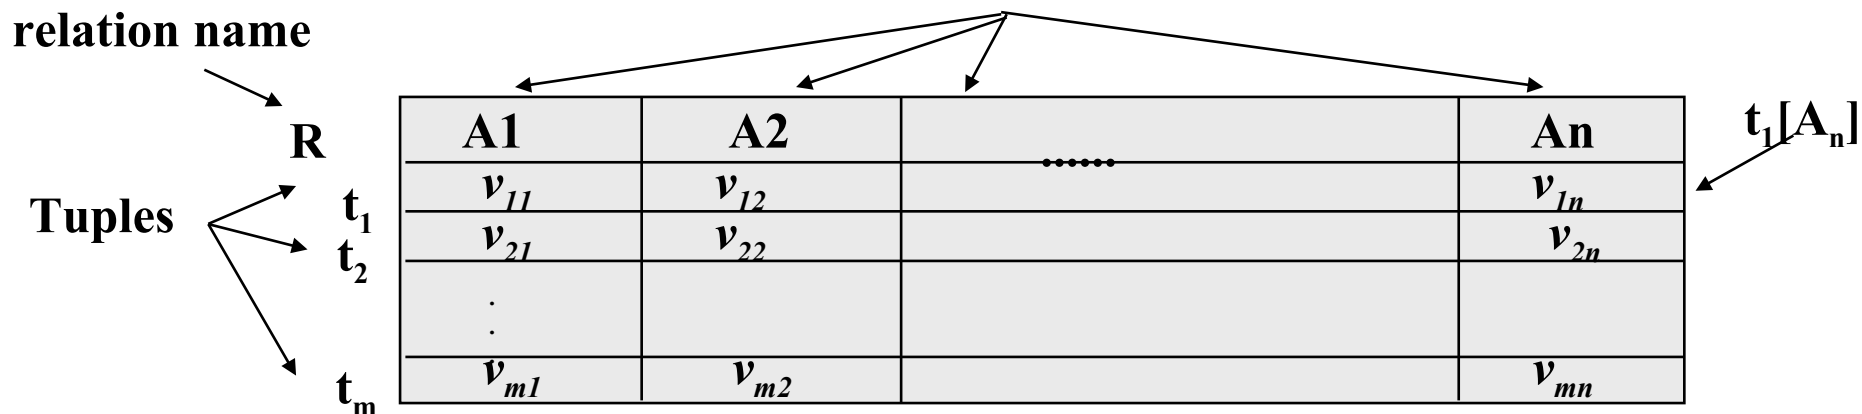 relation name
R A1 A2 ...... An t₁[Aₙ]
Tuples t₁ v₁₁ v₁₂ v₁ₙ
t₂ v₂₁ v₂₂ v₂ₙ
.
.
.
tₘ vₘ₁ vₘ₂ vₘₙ